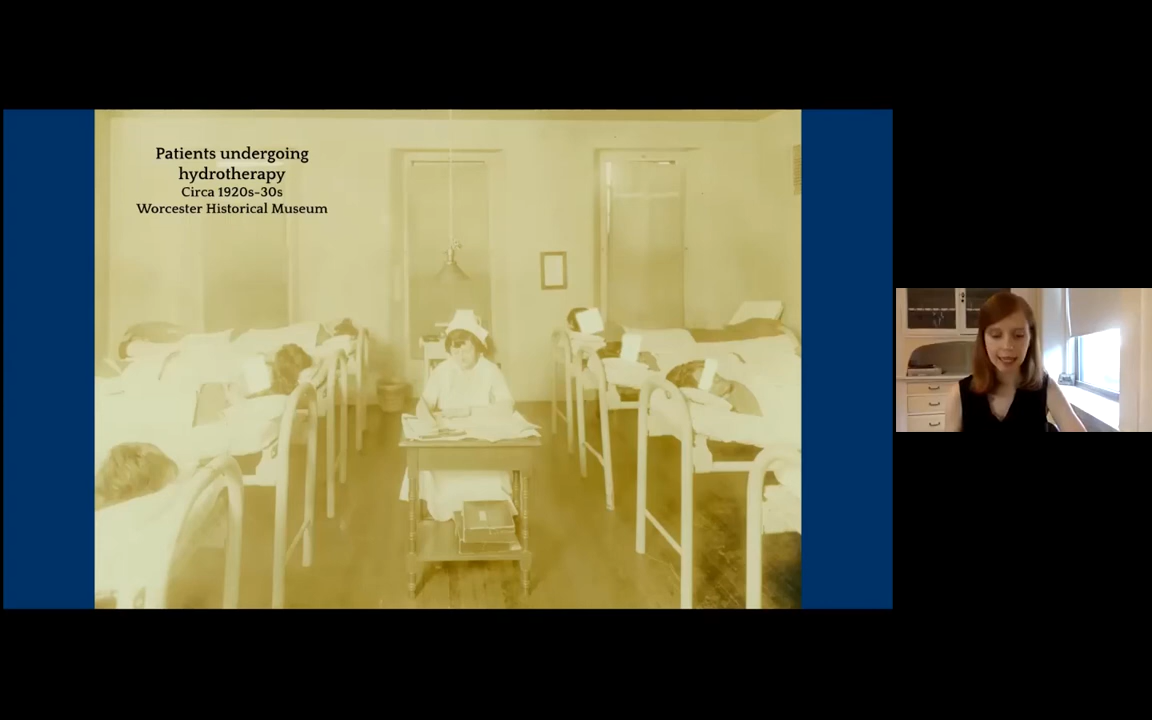 Patients undergoing
hydrotherapy
Circa 1920s-30s
Worcester Historical Museum